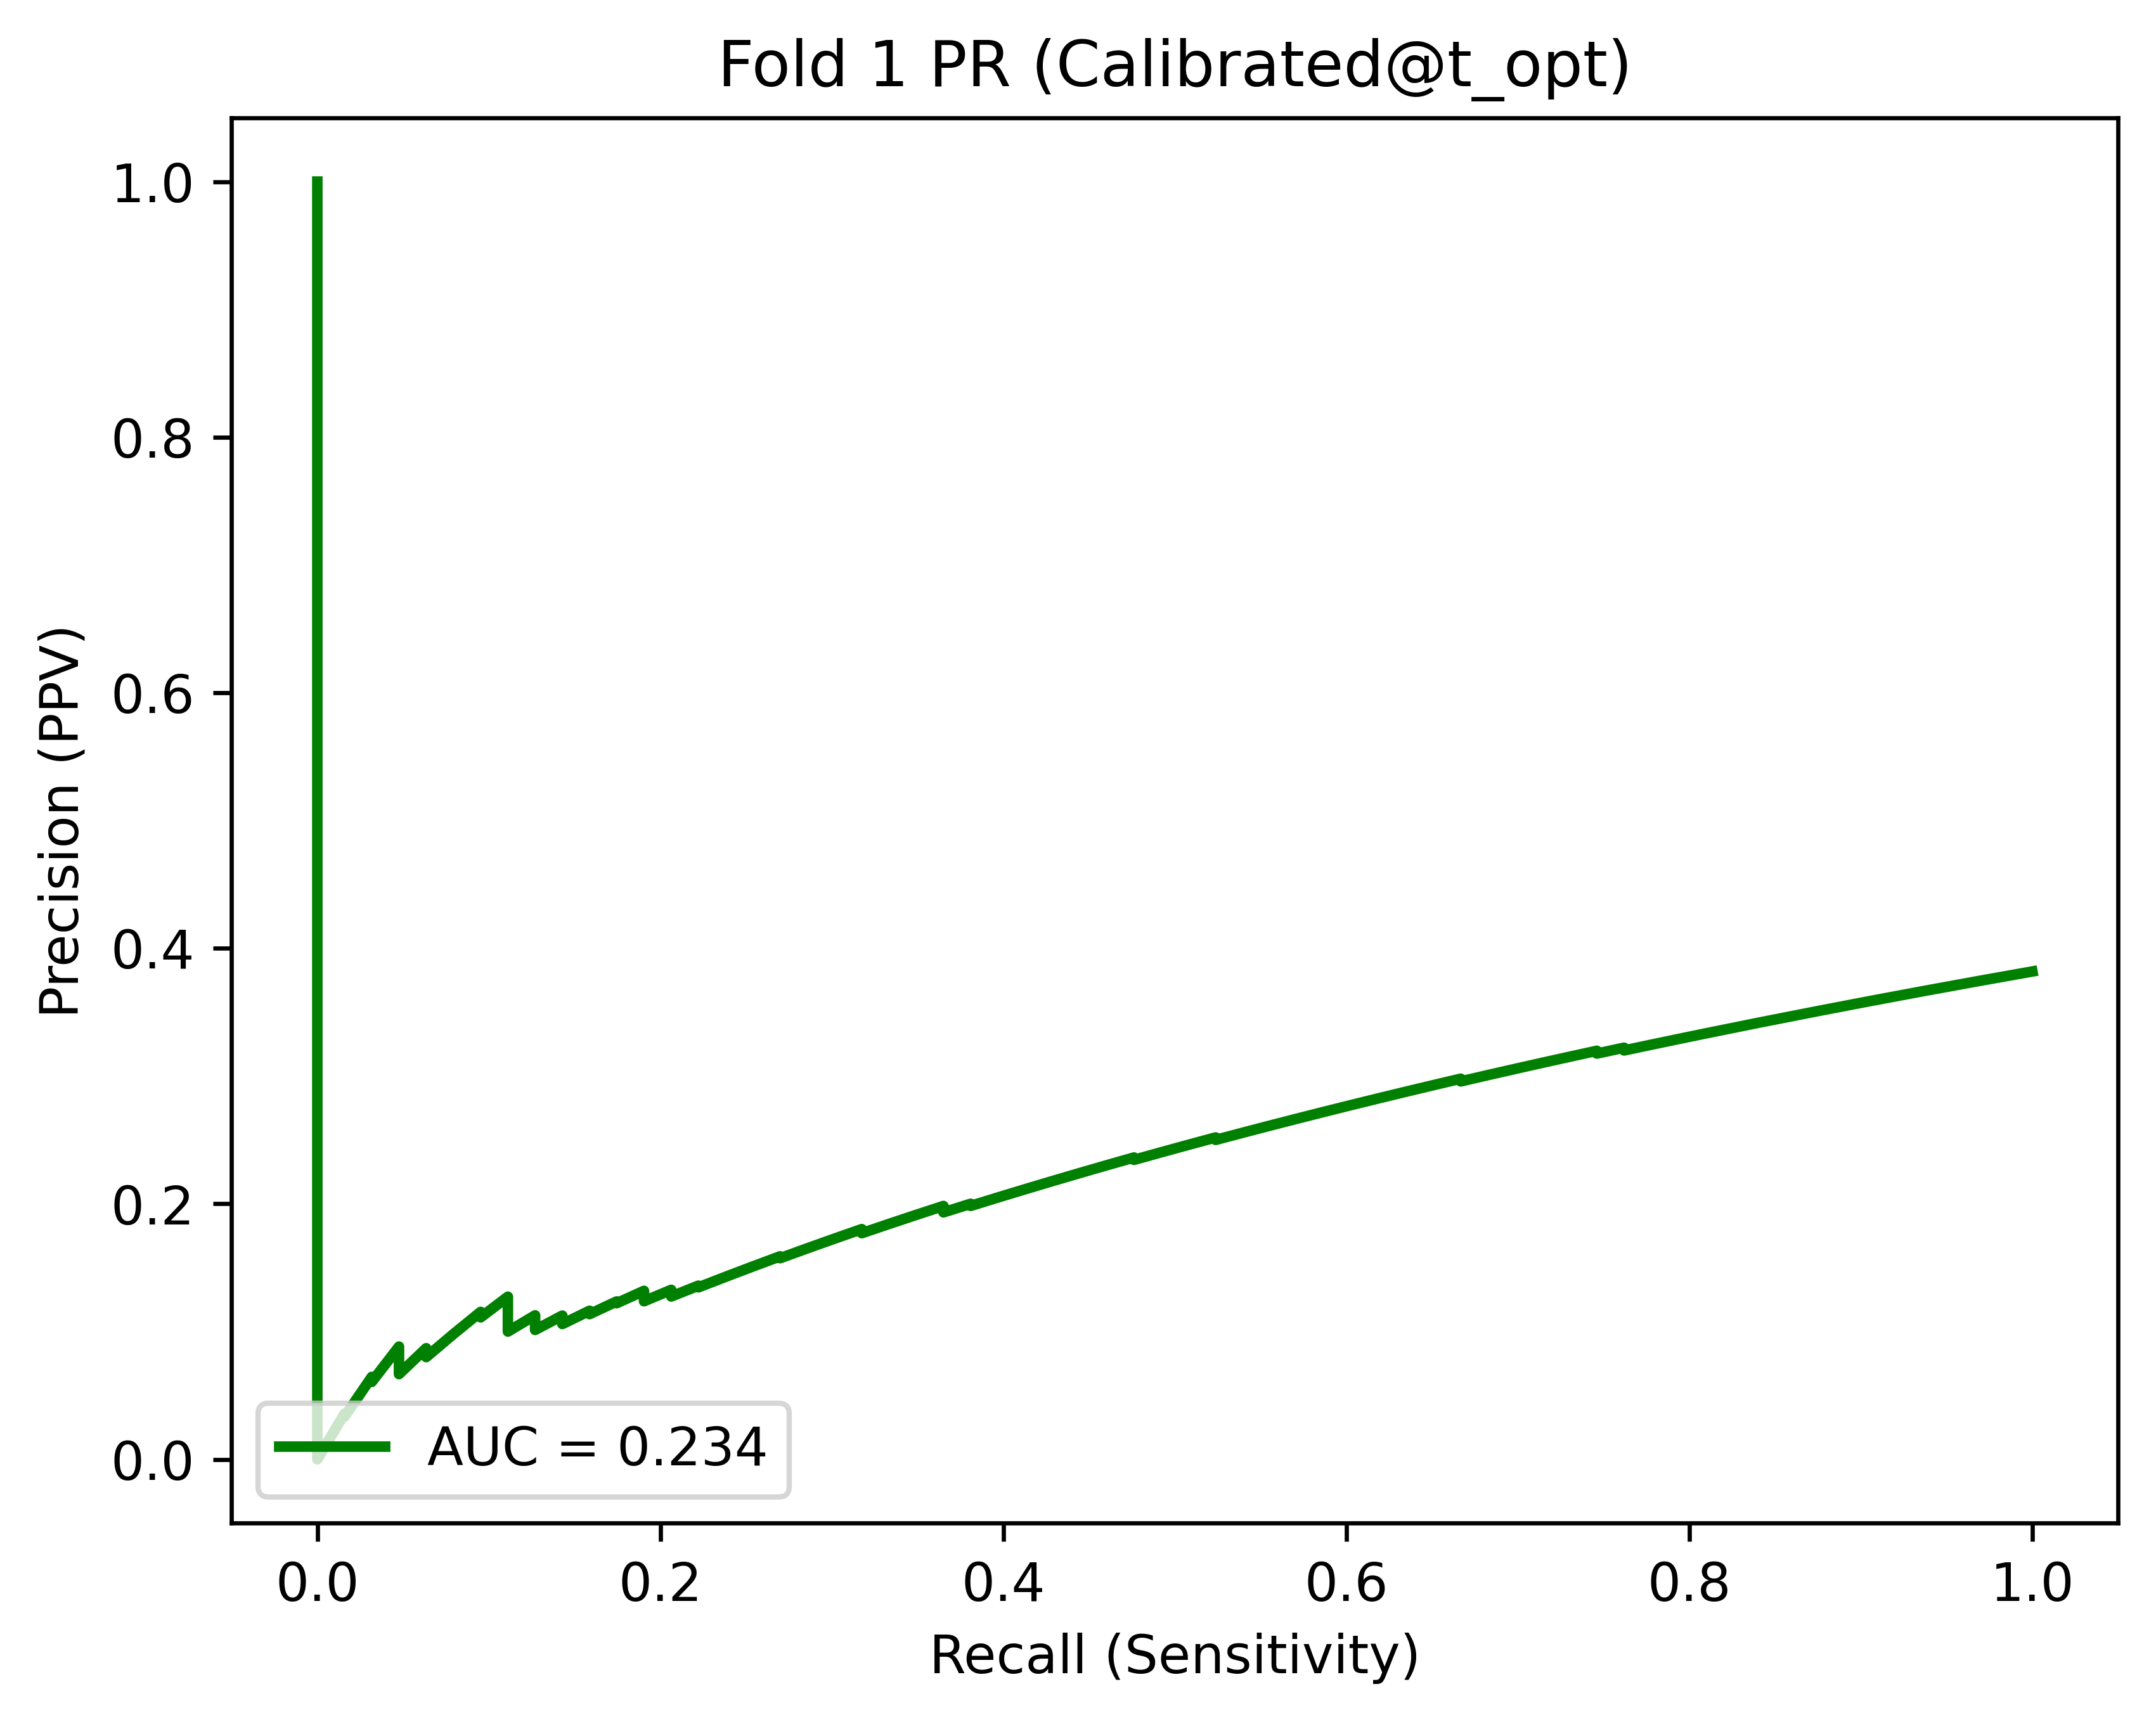 Fold 1 PR (Calibrated@t_opt)
Precision (PPV)
1.0
0.8
0.6
0.4
0.2
0.0
AUC = 0.234
0.0 0.2 0.4 0.6 0.8 1.0
Recall (Sensitivity)